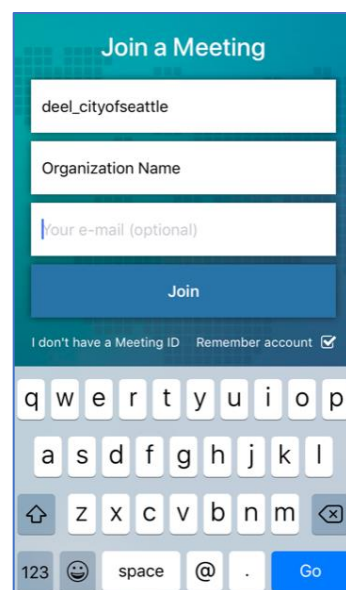 Join a Meeting
deel_cityofseattle
Organization Name
Your e-mail (optional)
Join
I don't have a Meeting ID Remember account
q w e r t y u i o p
a s d f g h j k l
z x c v b n m
123 space @ . Go